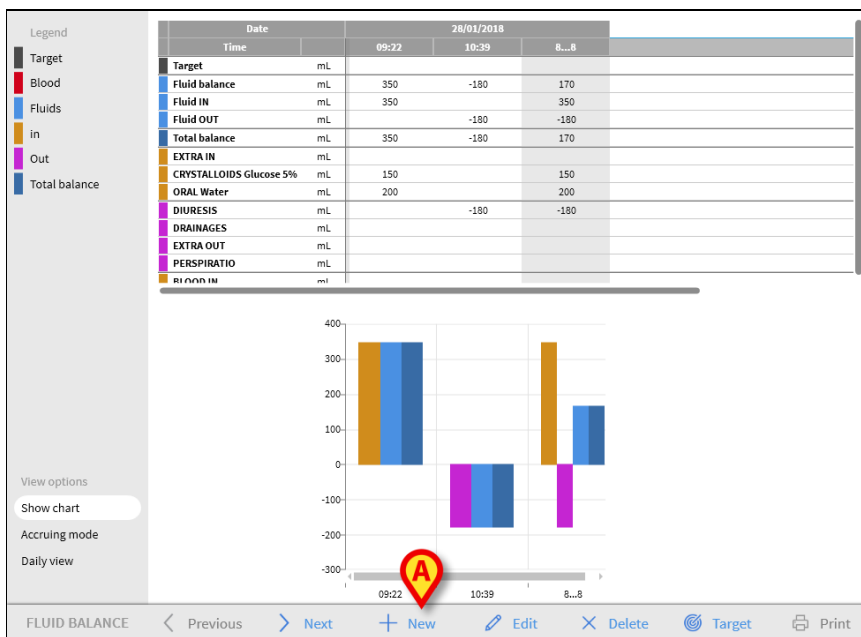 Legend
Target
Blood
Fluids
in
Out
Total balance
Date 28/01/2018
Time 09:22 10:39 8...8
Target mL
Fluid balance mL 350 -180 170
Fluid IN mL 350 350
Fluid OUT mL -180 -180
Total balance mL 350 -180 170
EXTRA IN mL
CRYSTALLOIDS Glucose 5% mL 150 150
ORAL Water mL 200 200
DIURESIS mL -180 -180
DRAINAGES mL
EXTRA OUT mL
PERSPIRATIO mL
BLOOD IN mL
400
300
200
100
0
-100
-200
-300
09:22 10:39 8...8
View options
Show chart
Accruing mode
Daily view
A
FLUID BALANCE Previous Next New Edit Delete Target Print